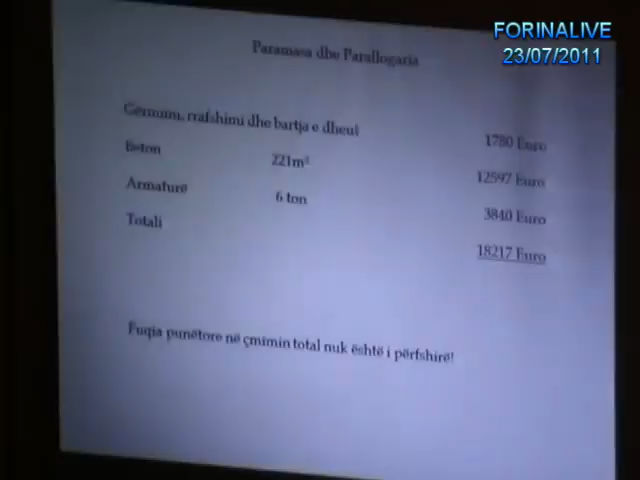 FORINALIVE
23/07/2011
Paramasa dhe Parallogaria
Gërmimi, rrafshimi dhe bartja e dheut 1780 Euro
Beton 221m³ 12597 Euro
Armaturë 6 ton 3840 Euro
Totali 18217 Euro
Fuqia punëtore në çmimin total nuk është i përfshirë!